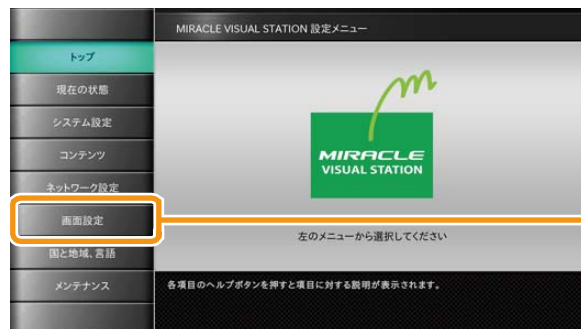 MIRACLE VISUAL STATION 設定メニュー
トップ
現在の状態
システム設定
コンテンツ
ネットワーク設定
画面設定
国と地域、言語
メンテナンス
m
MIRACLE
VISUAL STATION
左のメニューから選択してください
各項目のヘルプボタンを押すと項目に対する説明が表示されます。